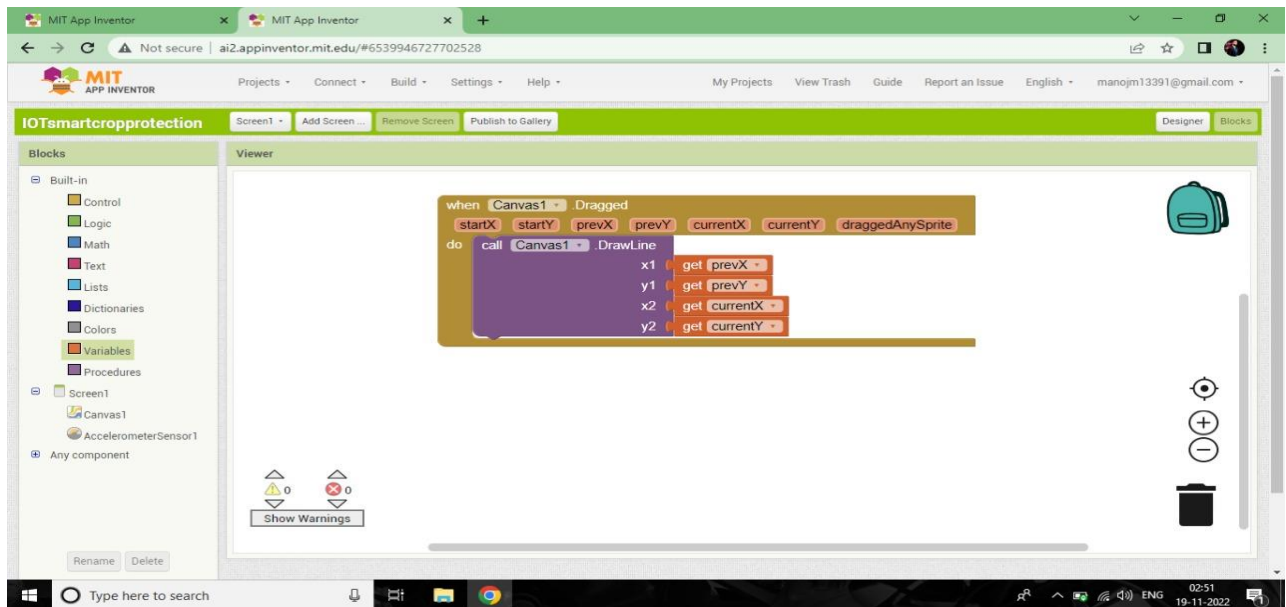 MIT App Inventor
MIT App Inventor
Not secure ai2.appinventor.mit.edu/#6539946727702528
MIT
APP INVENTOR
Projects Connect Build Settings Help My Projects View Trash Guide Report an Issue English manojm13391@gmail.com
IOTsmartcropprotection Screen1 Add Screen ... Remove Screen Publish to Gallery Designer Blocks
Blocks Viewer
Built-in
Control
Logic
Math
Text
Lists
Dictionaries
Colors
Variables
Procedures
Screen1
Canvas1
AccelerometerSensor1
Any component
Rename Delete
when Canvas1 .Dragged
startX startY prevX prevY currentX currentY draggedAnySprite
do call Canvas1 .DrawLine
x1 get prevX
y1 get prevY
x2 get currentX
y2 get currentY
0 0
Show Warnings
Type here to search ENG 02:51
19-11-2022
1